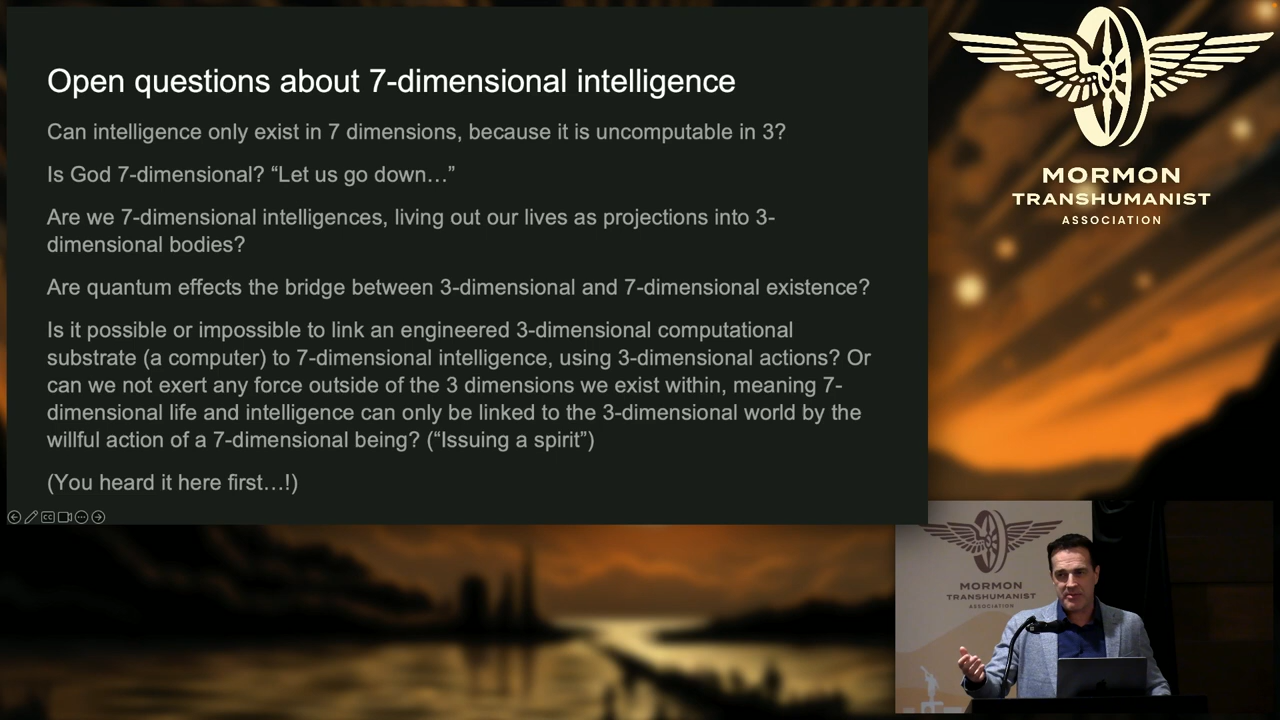 Open questions about 7-dimensional intelligence
Can intelligence only exist in 7 dimensions, because it is uncomputable in 3?
Is God 7-dimensional? “Let us go down…”
Are we 7-dimensional intelligences, living out our lives as projections into 3-
dimensional bodies?
Are quantum effects the bridge between 3-dimensional and 7-dimensional existence?
Is it possible or impossible to link an engineered 3-dimensional computational
substrate (a computer) to 7-dimensional intelligence, using 3-dimensional actions? Or
can we not exert any force outside of the 3 dimensions we exist within, meaning 7-
dimensional life and intelligence can only be linked to the 3-dimensional world by the
willful action of a 7-dimensional being? (“Issuing a spirit”)
(You heard it here first…!)
CC
MORMON
TRANSHUMANIST
ASSOCIATION
MORMON
TRANSHUMANIST
ASSOCIATION